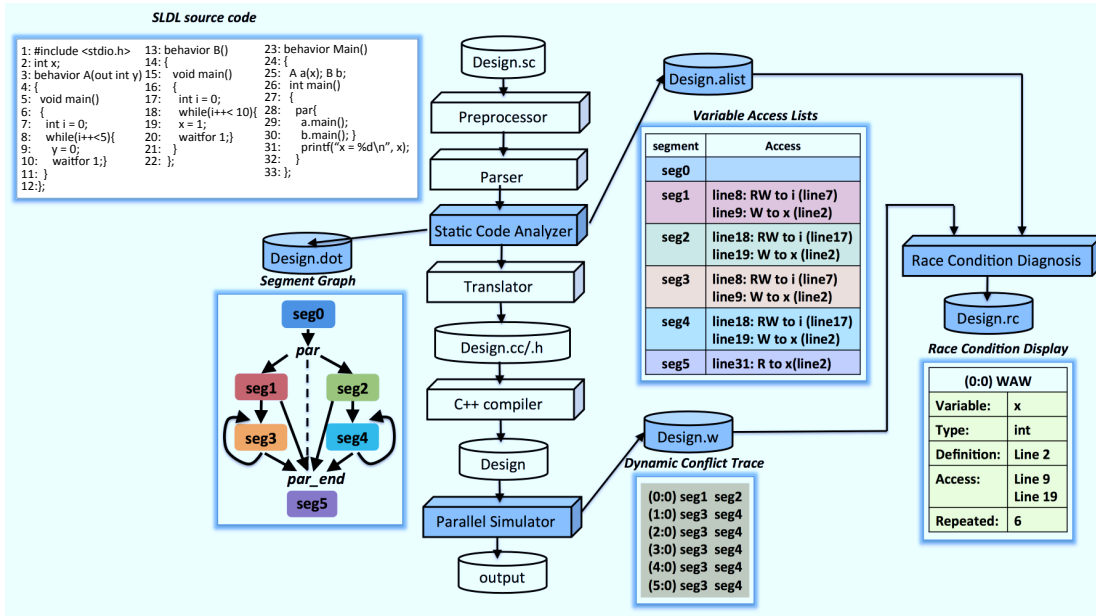 SLDL source code
1: #include <stdio.h>
2: int x;
3: behavior A(out int y)
4: {
5: void main()
6: {
7: int i = 0;
8: while(i++<5){
9: y = 0;
10: waitfor 1;}
11: }
12:};
13: behavior B()
14: {
15: void main()
16: {
17: int i = 0;
18: while(i++< 10){
19: x = 1;
20: waitfor 1;}
21: }
22: };
23: behavior Main()
24: {
25: A a(x); B b;
26: int main()
27: {
28: par{
29: a.main();
30: b.main(); }
31: printf("x = %d\n", x);
32: }
33: };
Design.sc
Preprocessor
Parser
Static Code Analyzer
Translator
Design.cc/.h
C++ compiler
Design
Parallel Simulator
output
Design.dot
Segment Graph
seg0
par
seg1
seg2
seg3
seg4
par_end
seg5
Design.alist
Variable Access Lists
segment Access
seg0
seg1 line8: RW to i (line7)
line9: W to x (line2)
seg2 line18: RW to i (line17)
line19: W to x (line2)
seg3 line8: RW to i (line7)
line9: W to x (line2)
seg4 line18: RW to i (line17)
line19: W to x (line2)
seg5 line31: R to x(line2)
Design.w
Dynamic Conflict Trace
(0:0) seg1 seg2
(1:0) seg3 seg4
(2:0) seg3 seg4
(3:0) seg3 seg4
(4:0) seg3 seg4
(5:0) seg3 seg4
Race Condition Diagnosis
Design.rc
Race Condition Display
(0:0) WAW
Variable: x
Type: int
Definition: Line 2
Access: Line 9
Line 19
Repeated: 6